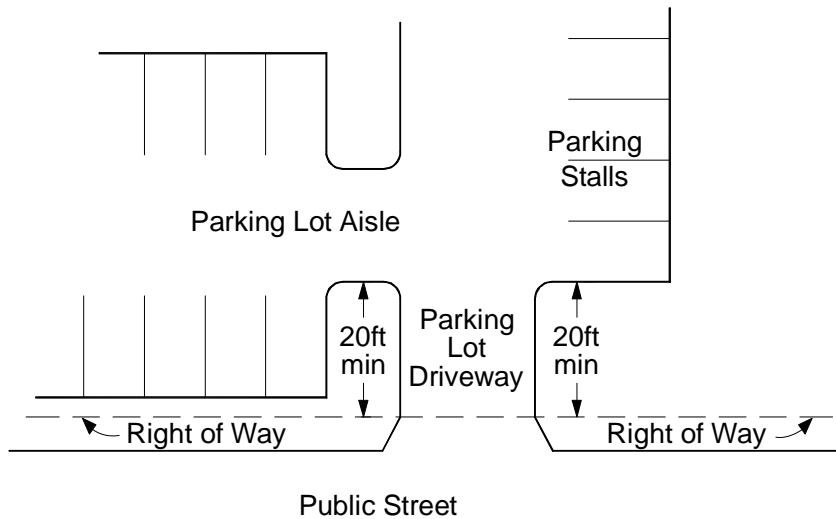 Parking
Stalls
Parking Lot Aisle
20ft
min
Parking
Lot
Driveway
20ft
min
Right of Way
Right of Way
Public Street